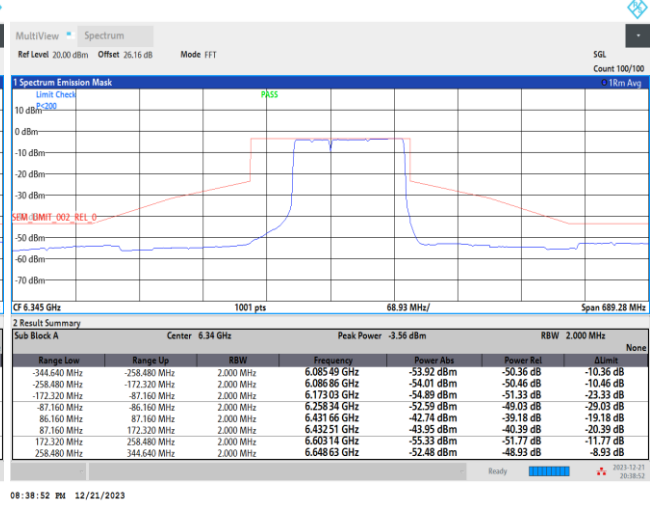 MultiView Spectrum
Ref Level 20.00 dBm Offset 26.16 dB Mode FFT SGL
Count 100/100
1 Spectrum Emission Mask 1Rm Avg
Limit Check PASS
P<200
10 dBm
0 dBm
-10 dBm
-20 dBm
-30 dBm
SEM_LIMIT_002_REL_0
-50 dBm
-60 dBm
-70 dBm
CF 6.345 GHz 1001 pts 68.93 MHz/ Span 689.28 MHz
2 Result Summary
Sub Block A Center 6.34 GHz Peak Power -3.56 dBm RBW 2.000 MHz
None
Range Low Range Up RBW Frequency Power Abs Power Rel ΔLimit
-344.640 MHz -258.480 MHz 2.000 MHz 6.085 49 GHz -53.92 dBm -50.36 dB -10.36 dB
-258.480 MHz -172.320 MHz 2.000 MHz 6.086 86 GHz -54.01 dBm -50.46 dB -10.46 dB
-172.320 MHz -87.160 MHz 2.000 MHz 6.173 03 GHz -54.89 dBm -51.33 dB -23.33 dB
-87.160 MHz -86.160 MHz 2.000 MHz 6.258 34 GHz -52.59 dBm -49.03 dB -29.03 dB
86.160 MHz 87.160 MHz 2.000 MHz 6.431 66 GHz -42.74 dBm -39.18 dB -19.18 dB
87.160 MHz 172.320 MHz 2.000 MHz 6.432 51 GHz -43.95 dBm -40.39 dB -20.39 dB
172.320 MHz 258.480 MHz 2.000 MHz 6.603 14 GHz -55.33 dBm -51.77 dB -11.77 dB
258.480 MHz 344.640 MHz 2.000 MHz 6.648 63 GHz -52.48 dBm -48.93 dB -8.93 dB
Ready 2023-12-21
20:38:52
08:38:52 PM 12/21/2023